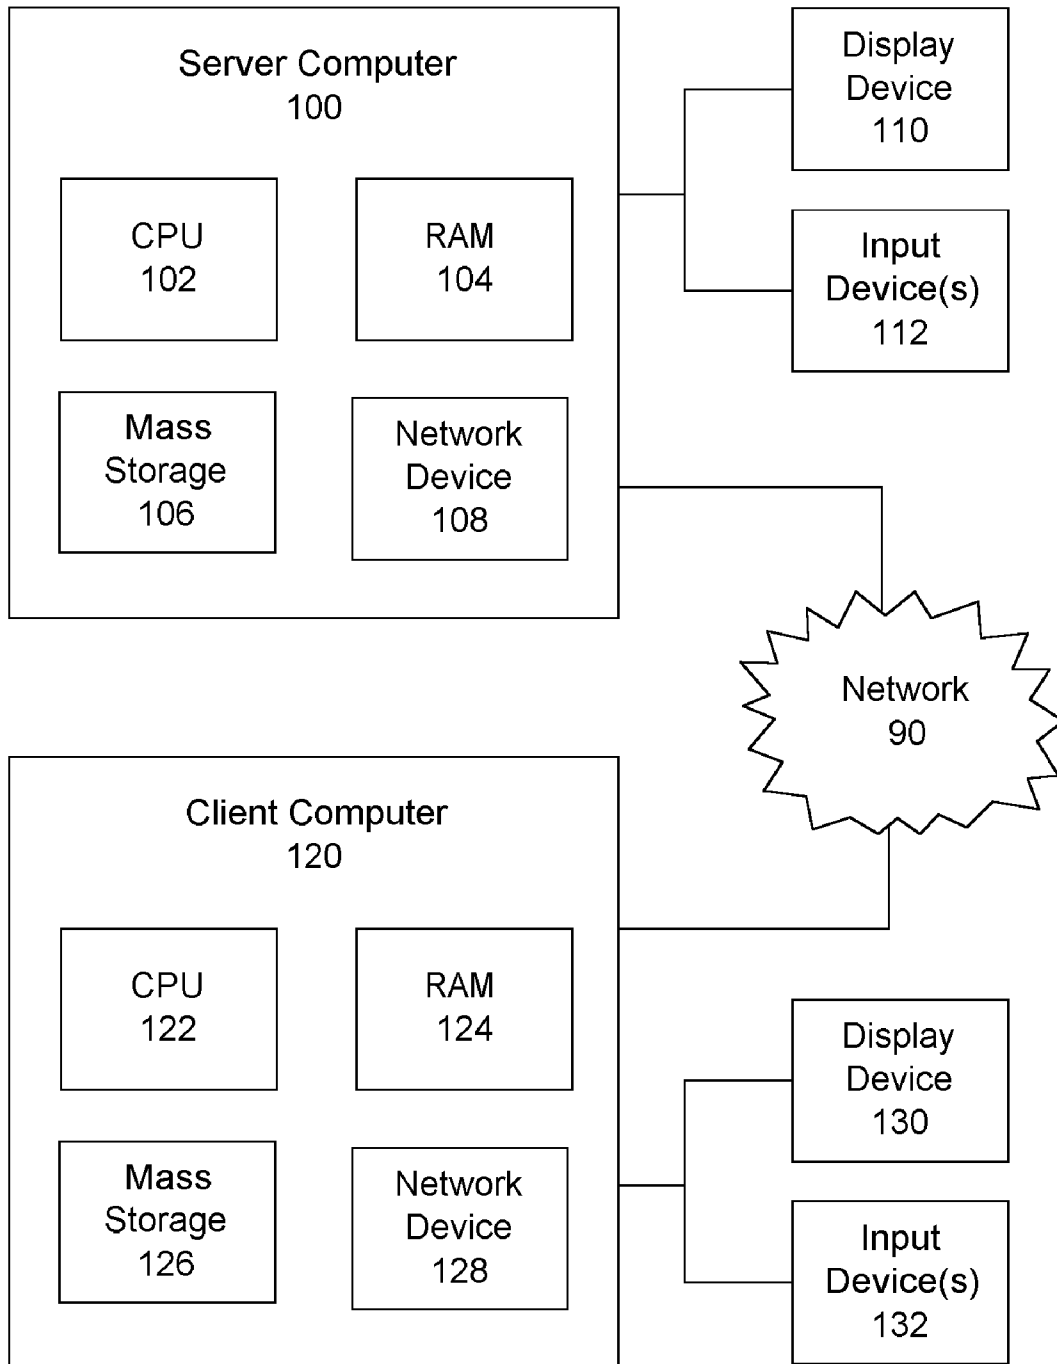 Server Computer
100
CPU
102
RAM
104
Mass
Storage
106
Network
Device
108
Display
Device
110
Input
Device(s)
112
Network
90
Client Computer
120
CPU
122
RAM
124
Mass
Storage
126
Network
Device
128
Display
Device
130
Input
Device(s)
132